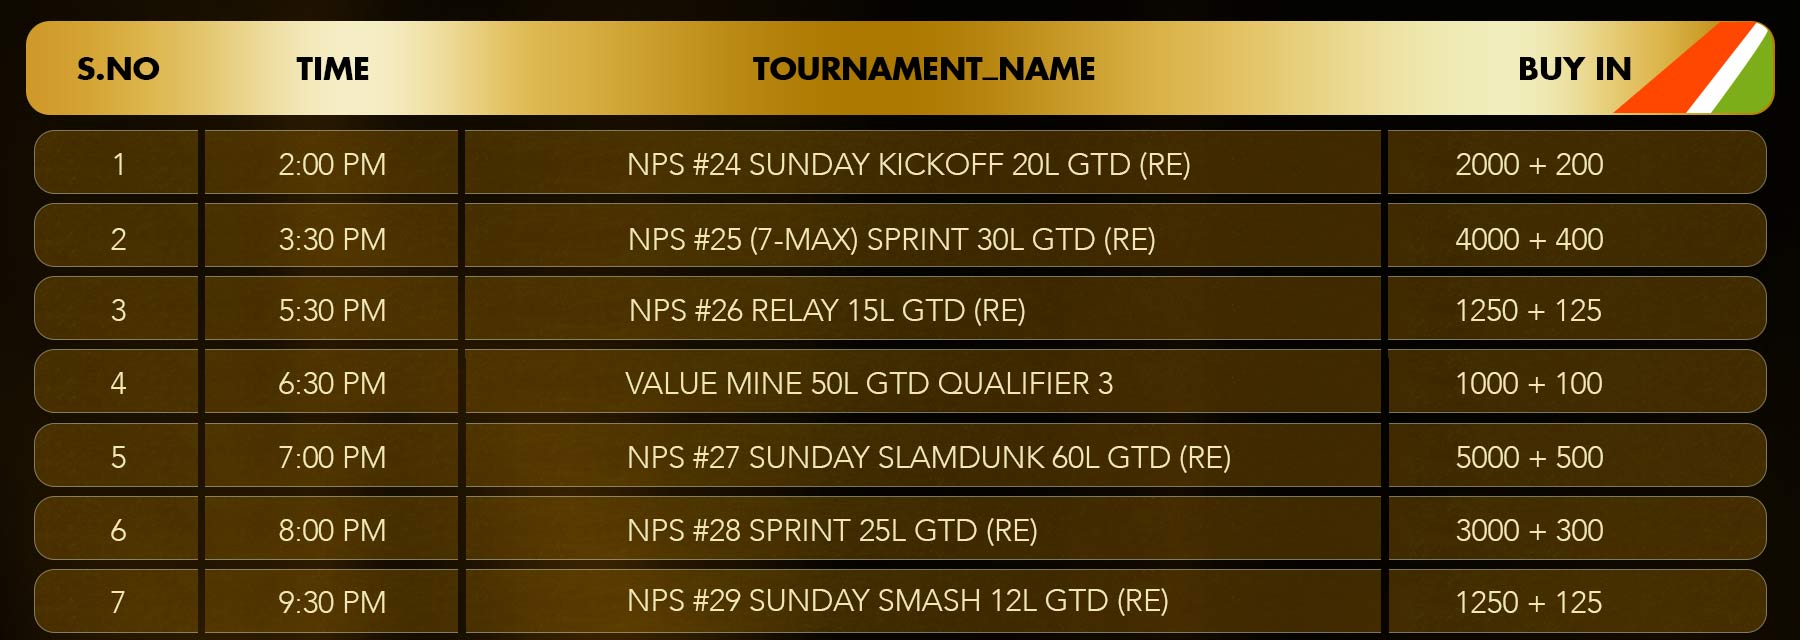 S.NO TIME TOURNAMENT_NAME BUY IN
1 2:00 PM NPS #24 SUNDAY KICKOFF 20L GTD (RE) 2000 + 200
2 3:30 PM NPS #25 (7-MAX) SPRINT 30L GTD (RE) 4000 + 400
3 5:30 PM NPS #26 RELAY 15L GTD (RE) 1250 + 125
4 6:30 PM VALUE MINE 50L GTD QUALIFIER 3 1000 + 100
5 7:00 PM NPS #27 SUNDAY SLAMDUNK 60L GTD (RE) 5000 + 500
6 8:00 PM NPS #28 SPRINT 25L GTD (RE) 3000 + 300
7 9:30 PM NPS #29 SUNDAY SMASH 12L GTD (RE) 1250 + 125